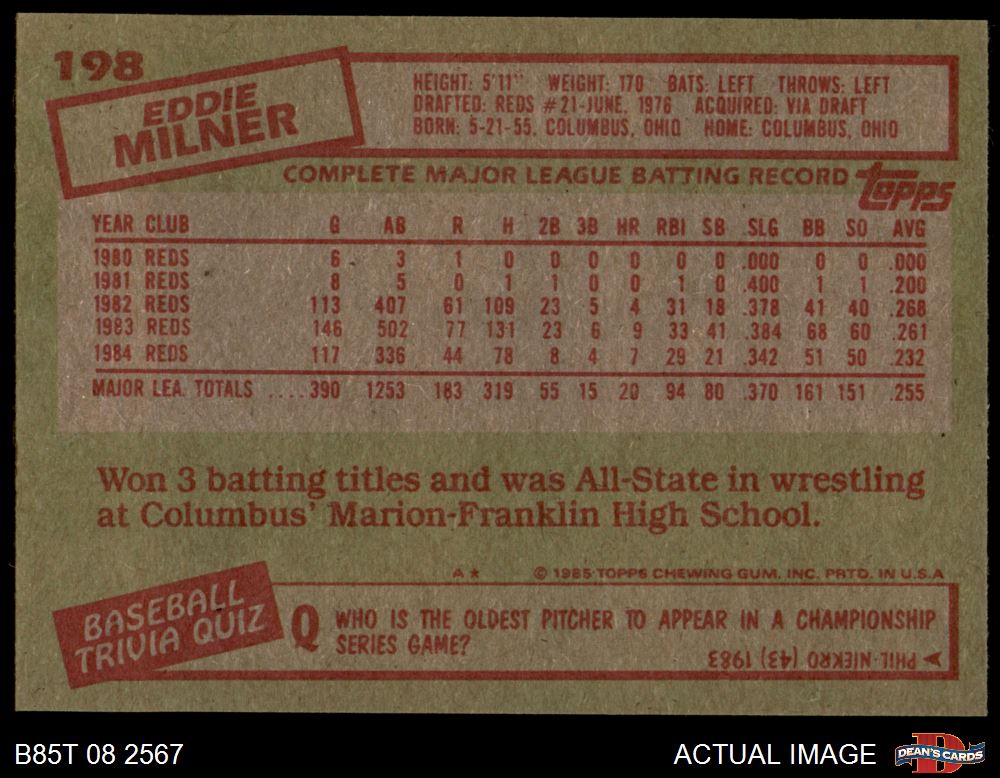 198
EDDIE
MILNER
HEIGHT: 5'11" WEIGHT: 170 BATS: LEFT THROWS: LEFT
DRAFTED: REDS #21-JUNE, 1976 ACQUIRED: VIA DRAFT
BORN: 5-21-55, COLUMBUS, OHIO HOME: COLUMBUS, OHIO
COMPLETE MAJOR LEAGUE BATTING RECORD topps
YEAR CLUB G AB R H 2B 3B HR RBI SB SLG BB SO AVG
1980 REDS 6 3 1 0 0 0 0 0 0 .000 0 0 .000
1981 REDS 8 5 0 1 1 0 0 1 0 .400 1 1 .200
1982 REDS 113 407 61 109 23 5 4 31 18 .378 41 40 .268
1983 REDS 146 502 77 131 23 6 9 33 41 .384 68 60 .261
1984 REDS 117 336 44 78 8 4 7 29 21 .342 51 50 .232
MAJOR LEA. TOTALS ....390 1253 183 319 55 15 20 94 80 .370 161 151 .255
Won 3 batting titles and was All-State in wrestling
at Columbus' Marion-Franklin High School.
A* © 1985 TOPPS CHEWING GUM, INC. PRTD. IN U.S.A
BASEBALL
TRIVIA QUIZ
Q WHO IS THE OLDEST PITCHER TO APPEAR IN A CHAMPIONSHIP
SERIES GAME?
PHIL NIEKRO (43) 1983
B85T 08 2567 ACTUAL IMAGE D DEAN'S CARDS